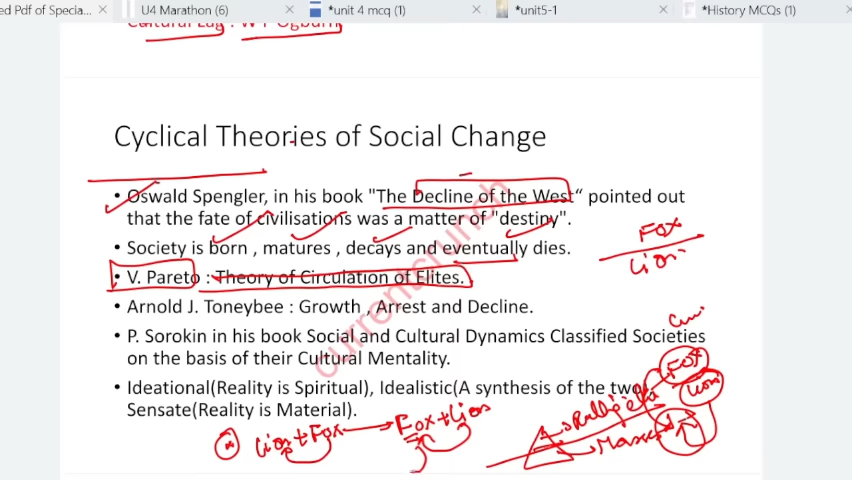 ed Pdf of Specia... U4 Marathon (6) *unit 4 mcq (1) *unit5-1 *History MCQs (1)
Cultural Lag : W F Ogburn
Cyclical Theories of Social Change
• Oswald Spengler, in his book "The Decline of the West“ pointed out
that the fate of civilisations was a matter of "destiny".
Fox
• Society is born , matures , decays and eventually dies.
Lion
• V. Pareto : Theory of Circulation of Elites.
• Arnold J. Toneybee : Growth , Arrest and Decline.
• P. Sorokin in his book Social and Cultural Dynamics Classified Societies
on the basis of their Cultural Mentality.
Fox
• Ideational(Reality is Spiritual), Idealistic(A synthesis of the two
Lion
Sensate(Reality is Material).
Lion + Fox → Fox + Lion
Masses
currentcrunch